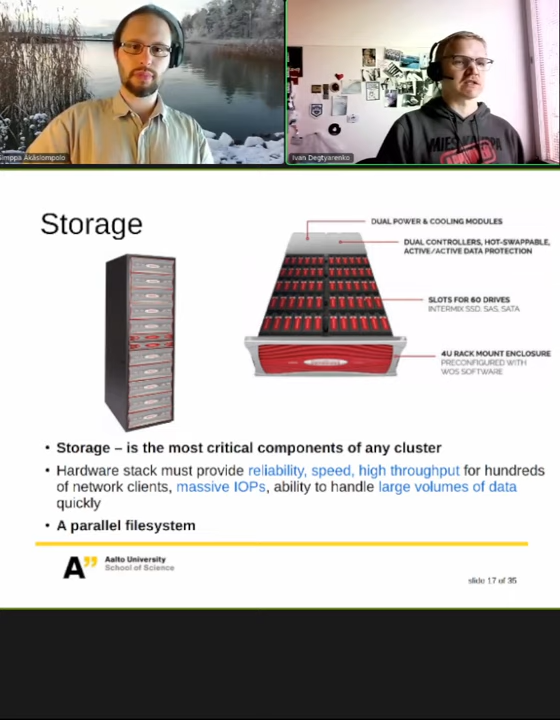 Simppa Äkäslompolo
Ivan Degtyarenko
MIESKAUPPA
Storage
DUAL POWER & COOLING MODULES
DUAL CONTROLLERS, HOT-SWAPPABLE,
ACTIVE/ACTIVE DATA PROTECTION
SLOTS FOR 60 DRIVES
INTERMIX SSD, SAS, SATA
4U RACK MOUNT ENCLOSURE
PRECONFIGURED WITH
WOS SOFTWARE
• Storage – is the most critical components of any cluster
• Hardware stack must provide reliability, speed, high throughput for hundreds
of network clients, massive IOPs, ability to handle large volumes of data
quickly
• A parallel filesystem
A”
Aalto University
School of Science
slide 17 of 35